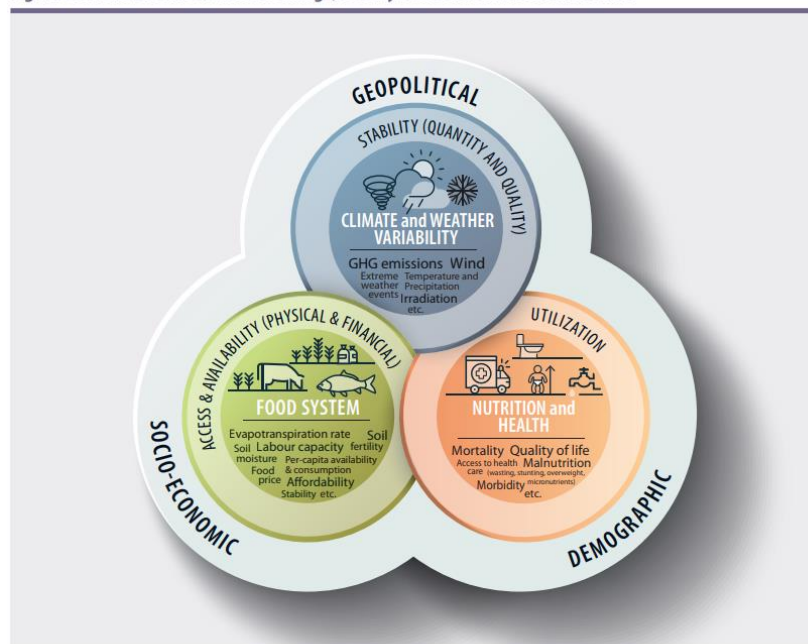 GEOPOLITICAL
STABILITY (QUANTITY AND QUALITY)
CLIMATE and WEATHER
VARIABILITY
GHG emissions Wind
Extreme Temperature and
weather Precipitation
events Irradiation
etc.
SOCIO-ECONOMIC
ACCESS & AVAILABILITY (PHYSICAL & FINANCIAL)
FOOD SYSTEM
Evapotranspiration rate Soil
Soil Labour capacity fertility
moisture Per-capita availability
Food & consumption
price Affordability
Stability etc.
DEMOGRAPHIC
UTILIZATION
NUTRITION and
HEALTH
Mortality Quality of life
Access to health Malnutrition
care (wasting, stunting, overweight,
Morbidity micronutrients)
etc.